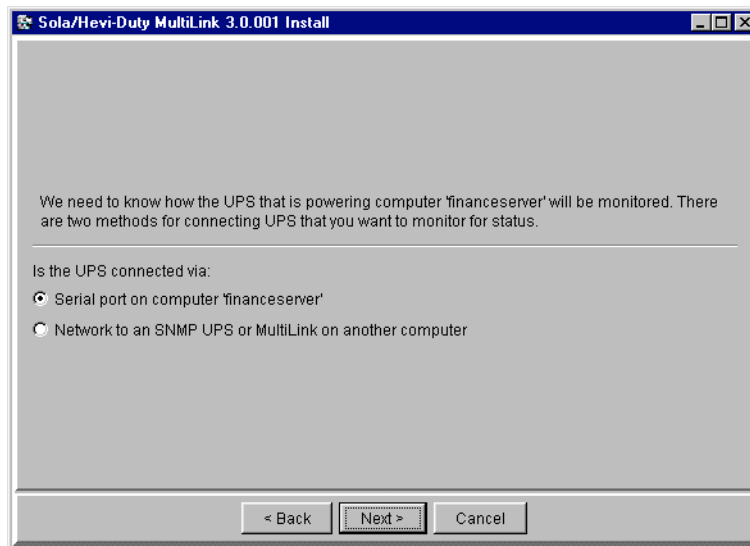 Sola/Hevi-Duty MultiLink 3.0.001 Install
We need to know how the UPS that is powering computer 'financeserver' will be monitored. There
are two methods for connecting UPS that you want to monitor for status.
Is the UPS connected via:
Serial port on computer 'financeserver'
Network to an SNMP UPS or MultiLink on another computer
< Back Next > Cancel